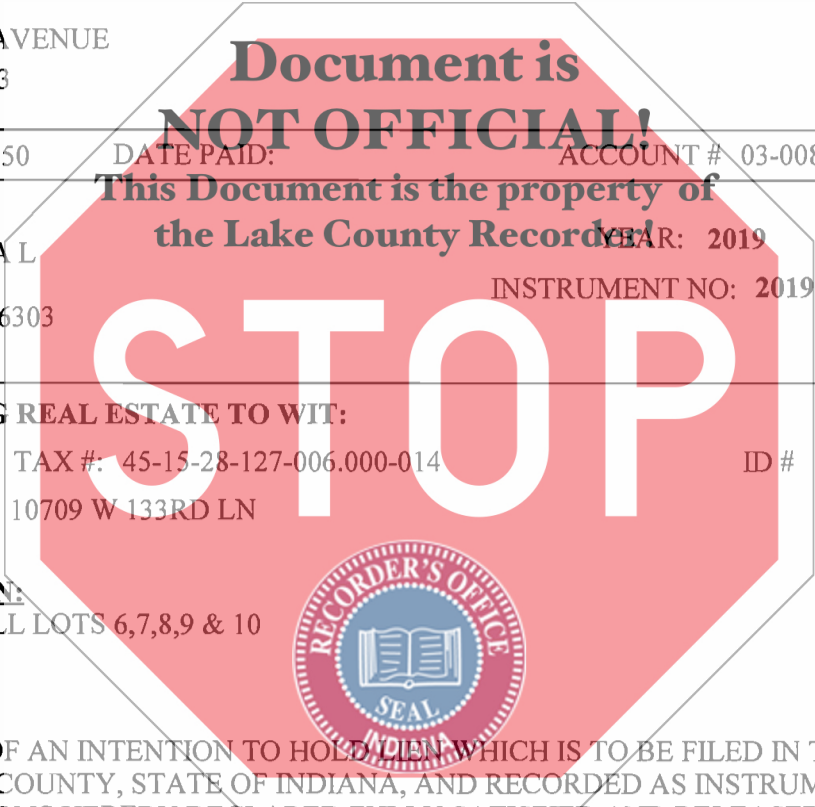 AVENUE
3
Document is
NOT OFFICIAL!
50 DATE PAID: ACCOUNT # 03-008
This Document is the property of
the Lake County Recorder!
YEAR: 2019
A L
INSTRUMENT NO: 2019
6303
STOP
G REAL ESTATE TO WIT:
TAX #: 45-15-28-127-006.000-014 ID #
10709 W 133RD LN
N:
LL LOTS 6,7,8,9 & 10
RECORDER'S OFFICE
SEAL
INDIANA
OF AN INTENTION TO HOLD LIEN WHICH IS TO BE FILED IN T
COUNTY, STATE OF INDIANA, AND RECORDED AS INSTRUM